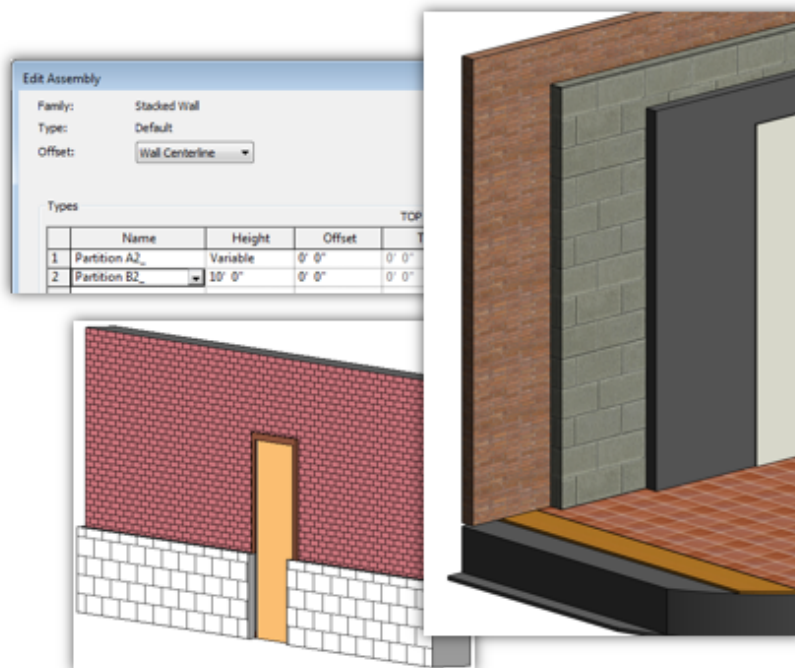 Edit Assembly
Family: Stacked Wall
Type: Default
Offset: Wall Centerline
Types
TOP
Name Height Offset T
1 Partition A2_ Variable 0' 0" 0' 0"
2 Partition B2_ 10' 0" 0' 0" 0' 0"